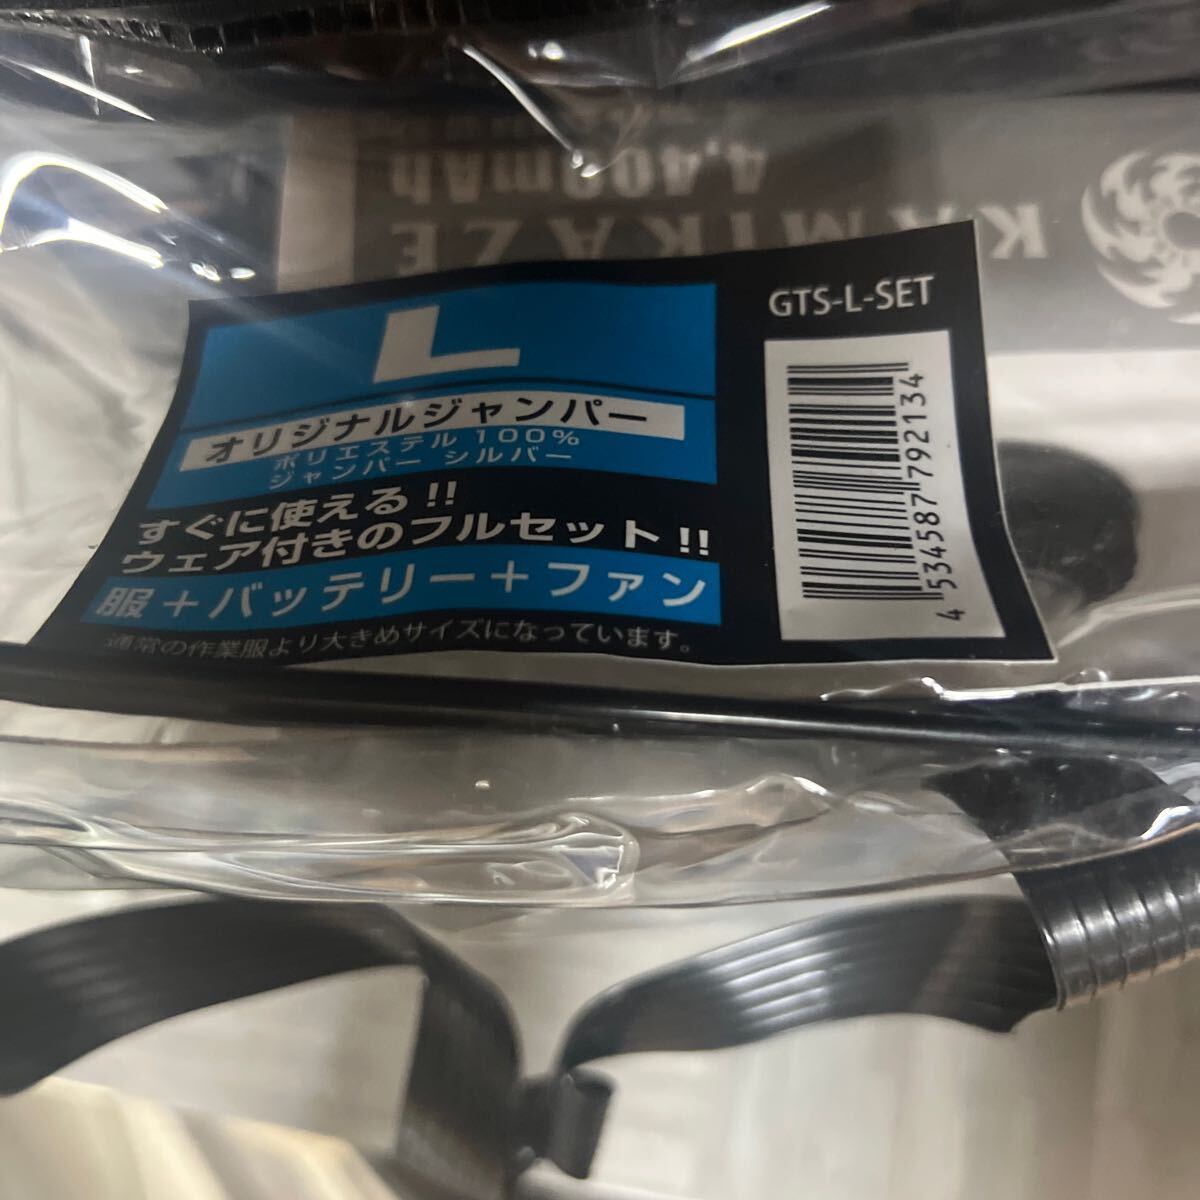 4,400mAh
KAMIKAZE
L
オリジナルジャンパー
ポリエステル 100%
ジャンパー シルバー
すぐに使える!!
ウェア付きのフルセット!!
服+バッテリー+ファン
通常の作業服より大きめサイズになっています。
GTS-L-SET
4 534587 792134